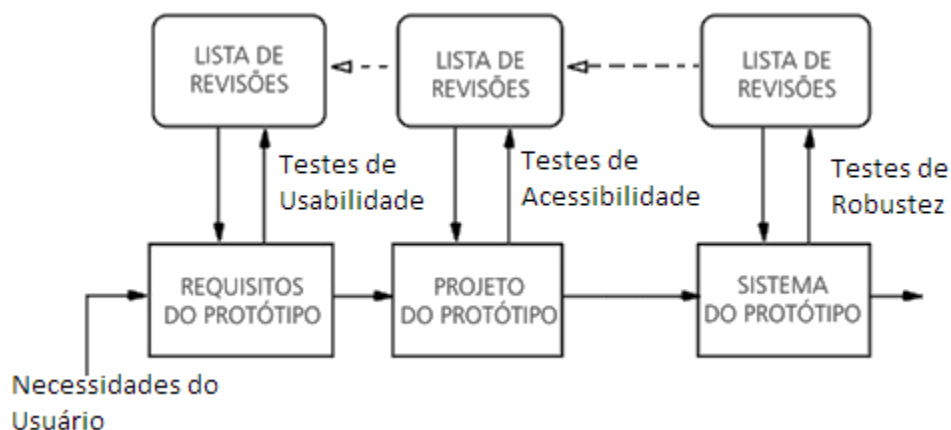 LISTA DE
REVISÕES
LISTA DE
REVISÕES
LISTA DE
REVISÕES
Testes de
Usabilidade
Testes de
Acessibilidade
Testes de
Robustez
REQUISITOS
DO PROTÓTIPO
PROJETO
DO PROTÓTIPO
SISTEMA
DO PROTÓTIPO
Necessidades do
Usuário